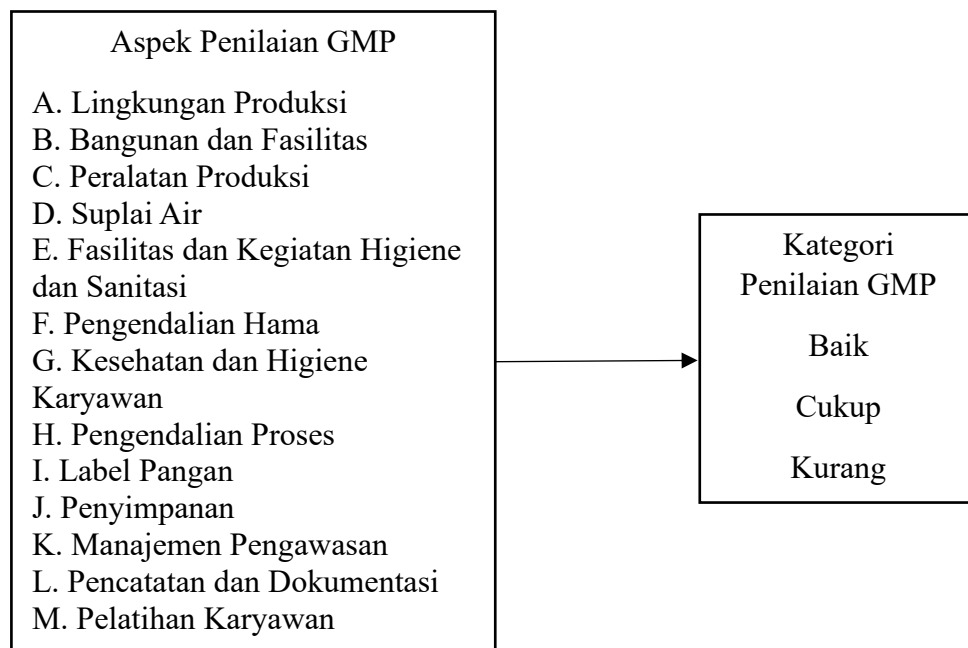 Aspek Penilaian GMP
A. Lingkungan Produksi
B. Bangunan dan Fasilitas
C. Peralatan Produksi
D. Suplai Air
E. Fasilitas dan Kegiatan Higiene
dan Sanitasi
F. Pengendalian Hama
G. Kesehatan dan Higiene
Karyawan
H. Pengendalian Proses
I. Label Pangan
J. Penyimpanan
K. Manajemen Pengawasan
L. Pencatatan dan Dokumentasi
M. Pelatihan Karyawan
Kategori
Penilaian GMP
Baik
Cukup
Kurang